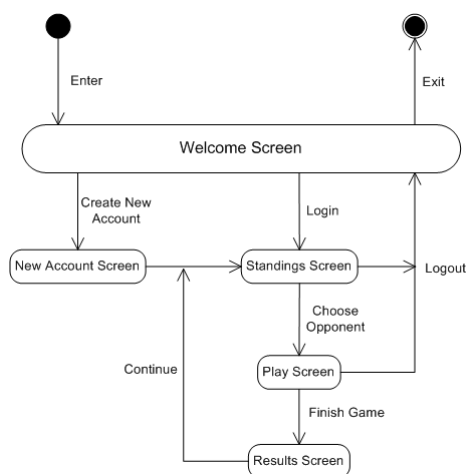 Enter
Exit
Welcome Screen
Create New
Account
Login
New Account Screen
Standings Screen
Logout
Choose
Opponent
Continue
Play Screen
Finish Game
Results Screen